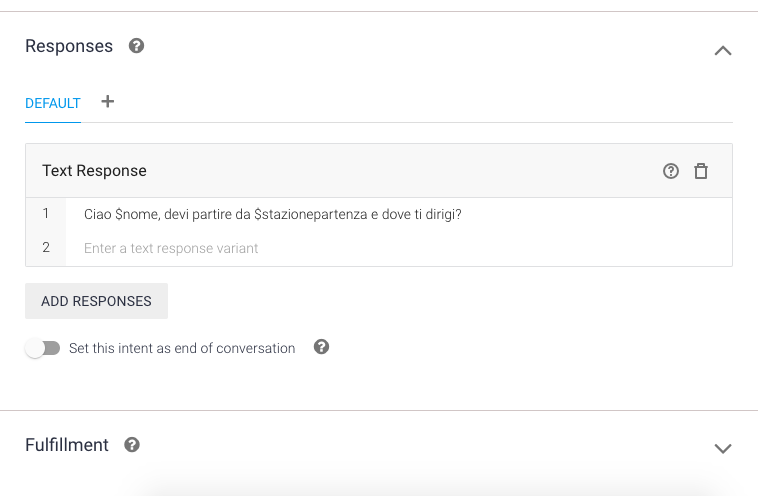 Responses
DEFAULT +
Text Response
1 Ciao $nome, devi partire da $stazionepartenza e dove ti dirigi?
2 Enter a text response variant
ADD RESPONSES
Set this intent as end of conversation
Fulfillment